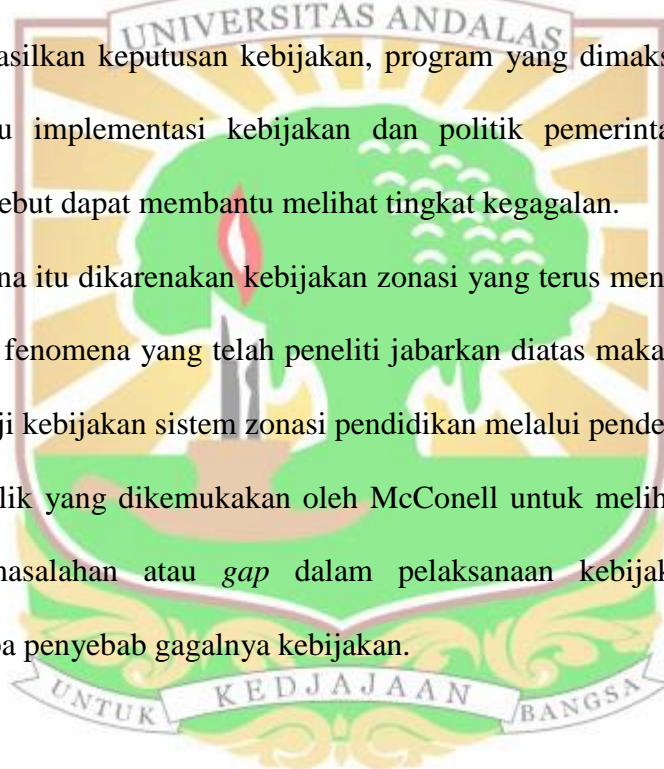 UNIVERSITAS ANDALAS
asilkan keputusan kebijakan, program yang dimaks
u implementasi kebijakan dan politik pemerinta
sebut dapat membantu melihat tingkat kegagalan.
na itu dikarenakan kebijakan zonasi yang terus men
fenomena yang telah peneliti jabarkan diatas maka
ji kebijakan sistem zonasi pendidikan melalui pende
lik yang dikemukakan oleh McConell untuk melih
masalahan atau gap dalam pelaksanaan kebijak
pa penyebab gagalnya kebijakan.
UNTUK KEDJAJAAN BANGSA